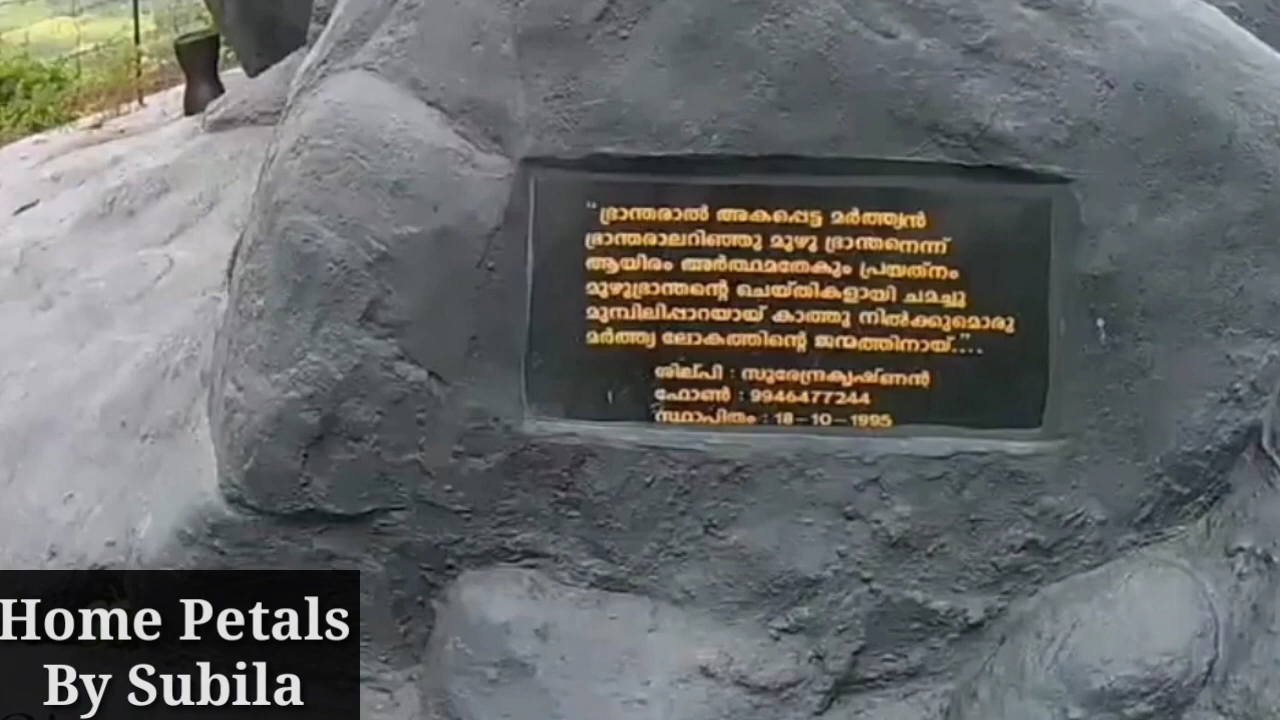 “ഭ്രാന്തരാൽ അകപ്പെട്ട മർത്ത്യൻ
ഭ്രാന്തരാലറിഞ്ഞു മുഴു ഭ്രാന്തനെന്ന്
ആയിരം അർത്ഥമതേകും പ്രയത്നം
മുഴുഭ്രാന്തന്റെ ചെയ്തികളായി ചമച്ചു
മുമ്പിലിപ്പാറയായ് കാത്തു നിൽക്കുമൊരു
മർത്ത്യ ലോകത്തിന്റെ ജന്മത്തിനായ്....”
ശില്പി : സുരേന്ദ്രകൃഷ്ണൻ
ഫോൺ : 9946477244
സ്ഥാപിതം : 18-10-1995
Home Petals
By Subila